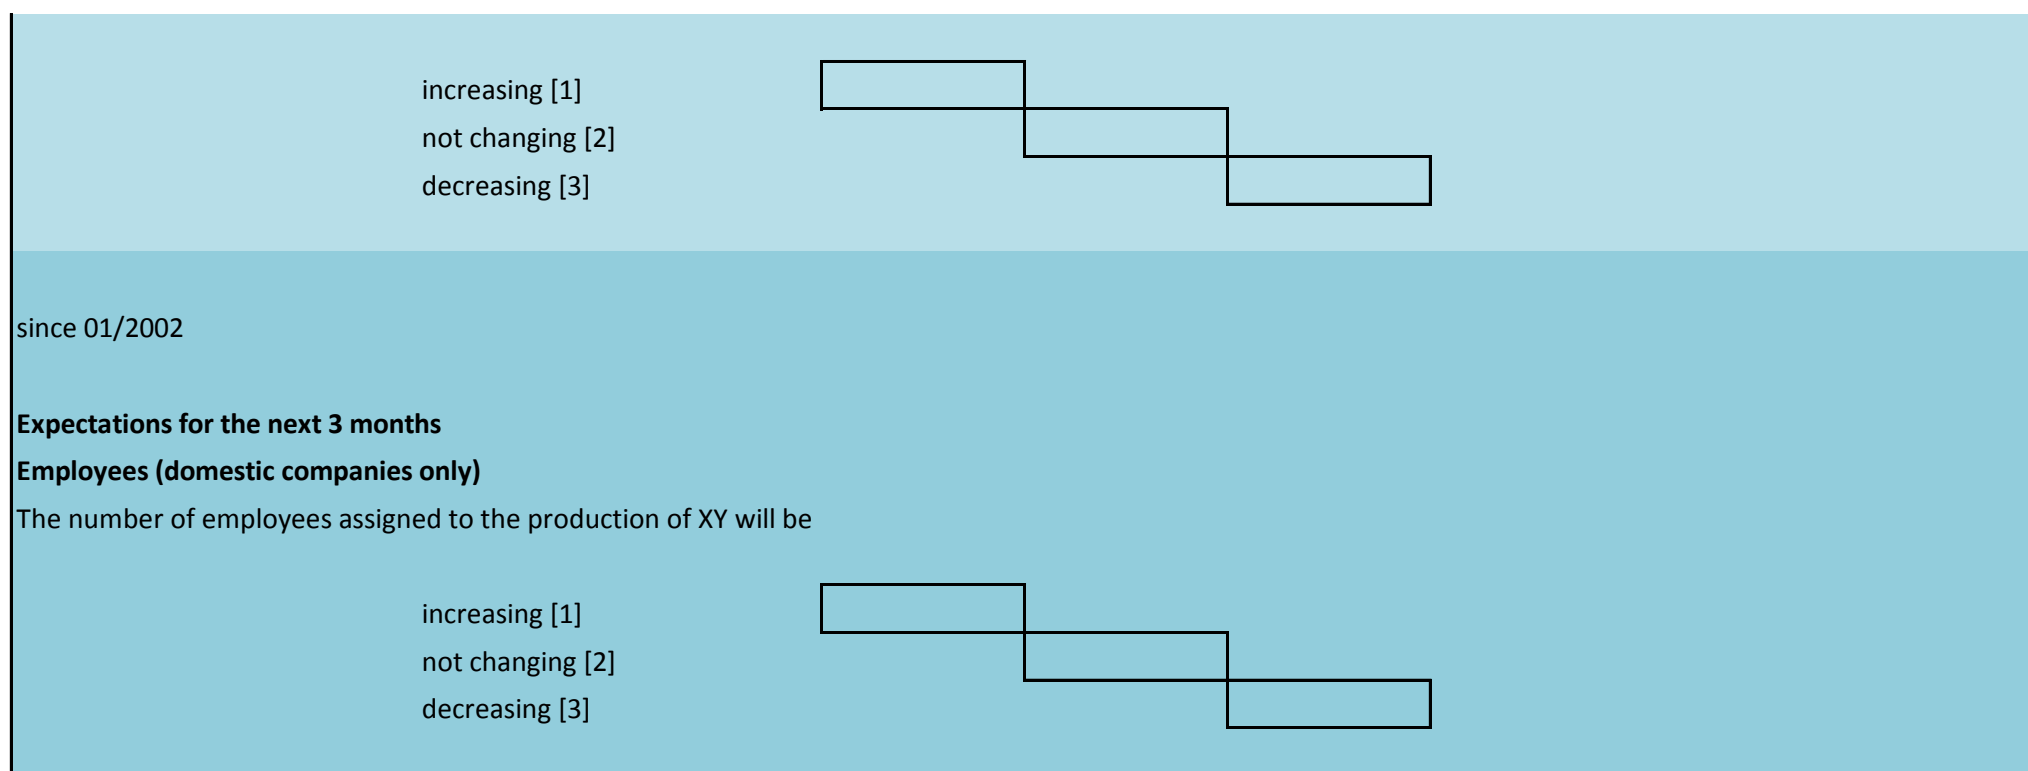 increasing [1]
not changing [2]
decreasing [3]
since 01/2002
Expectations for the next 3 months
Employees (domestic companies only)
The number of employees assigned to the production of XY will be
increasing [1]
not changing [2]
decreasing [3]